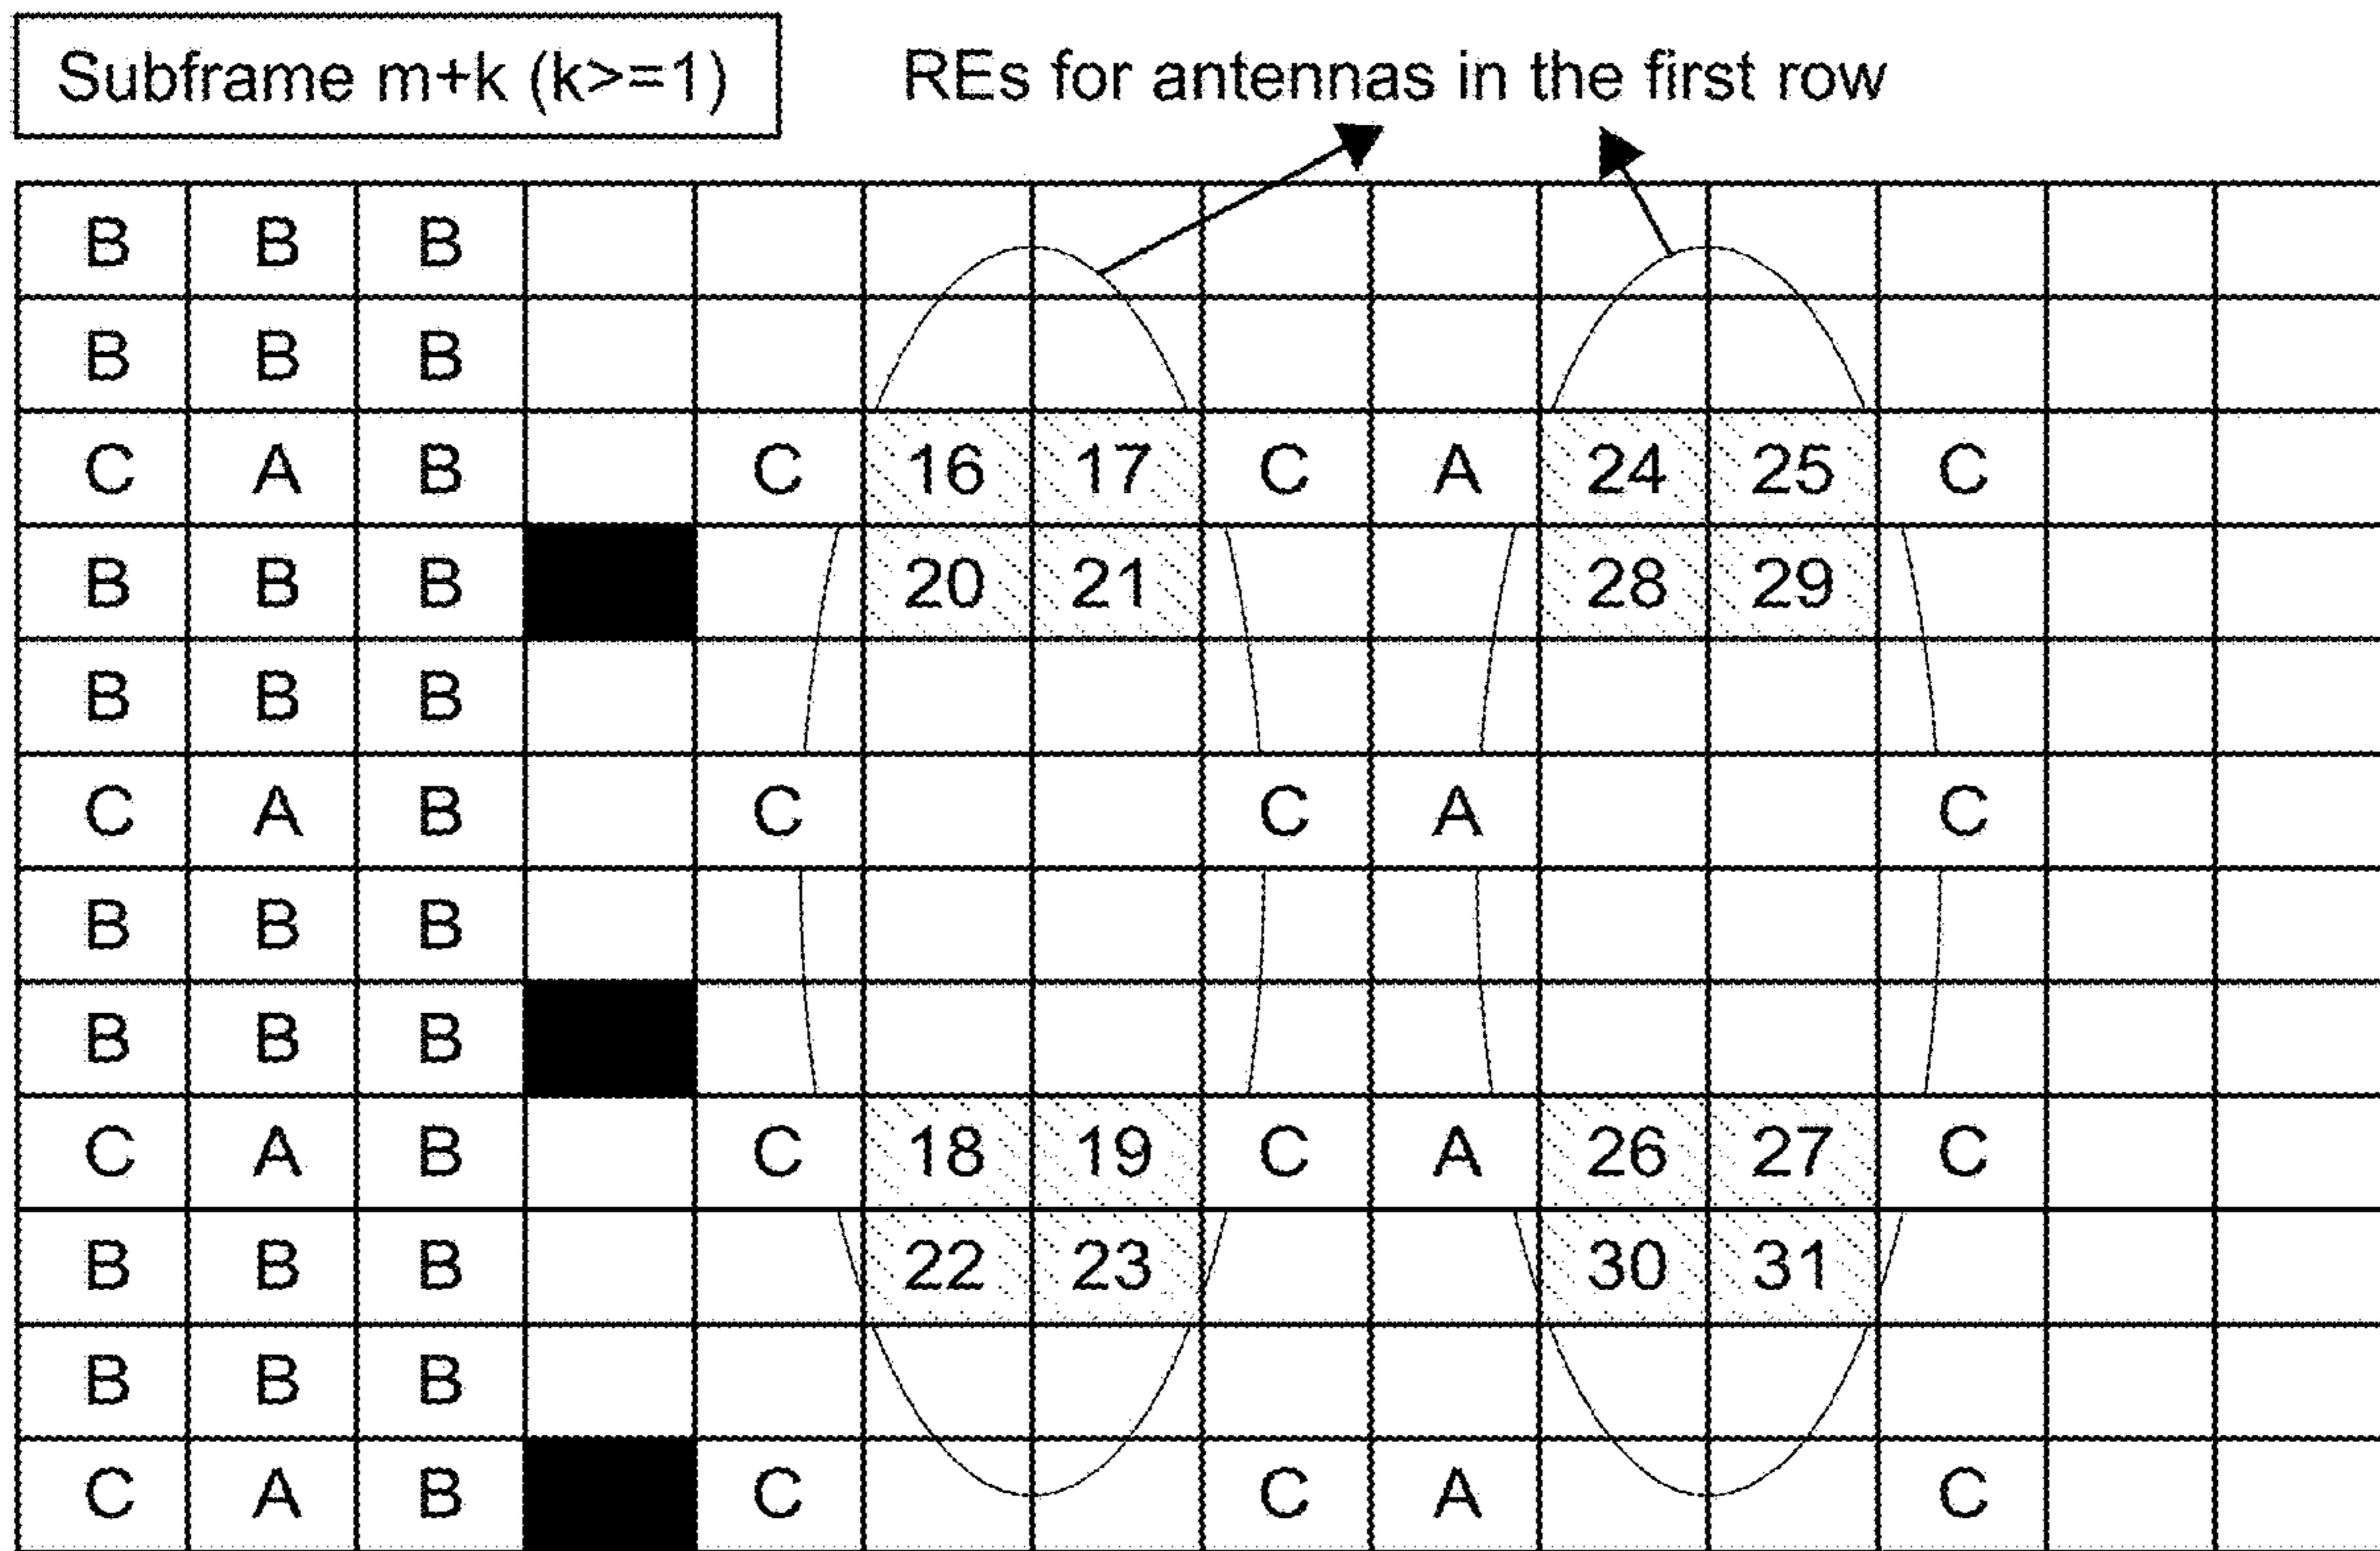 Subframe m+k (k>=1) REs for antennas in the first row
B B B
B B B
C A B C 16 17 C A 24 25 C
B B B 20 21 28 29
B B B
C A B C C A C
B B B
B B B
C A B C 18 19 C A 26 27 C
B B B 22 23 30 31
B B B
C A B C C A C